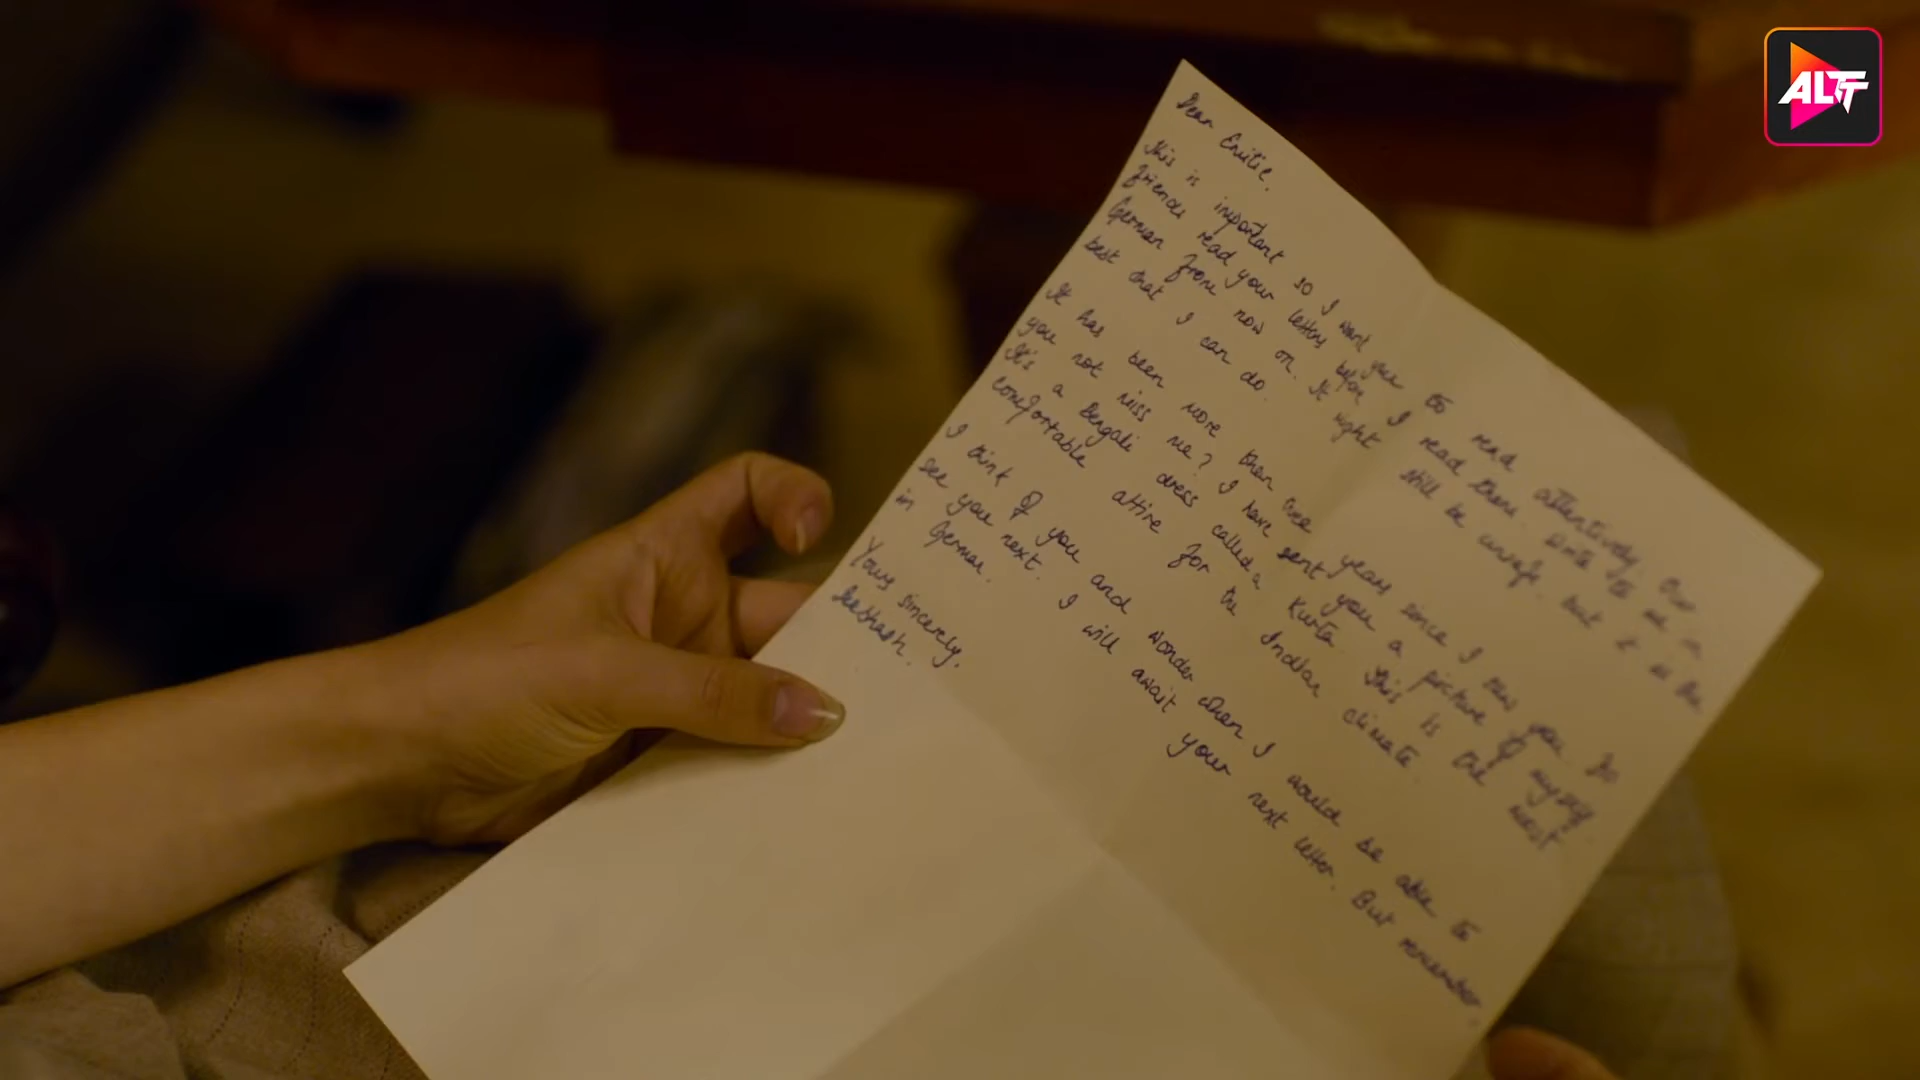 Dear Emilie.
This is important so I want you to read attentively. Our
friends read your letters before I read them. Write to me in
German from now on. It might still be unsafe. But it is the
best that I can do.
It has been more than one years since I saw you. Do
you not miss me? I have sent you a picture of myself
It's a Bengali dress called a Kurta. This is the most
comfortable attire for the Indian climate
I think of you and wonder when I would be able to
see you next. I will await your next letter. But remember,
in German.
Yours sincerely,
ALTT